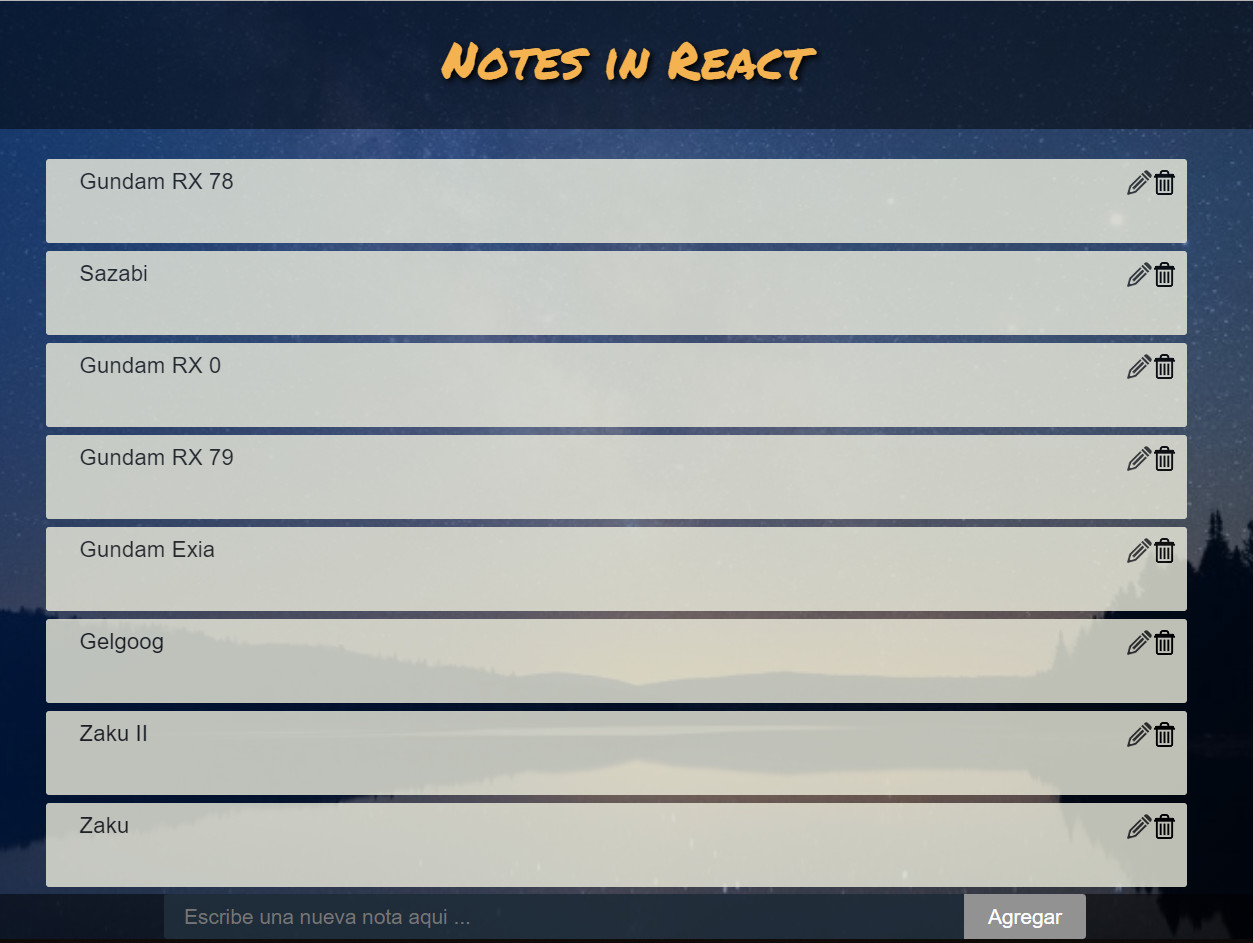 Notes in React
Gundam RX 78
Sazabi
Gundam RX 0
Gundam RX 79
Gundam Exia
Gelgoog
Zaku II
Zaku
Escribe una nueva nota aqui ...
Agregar